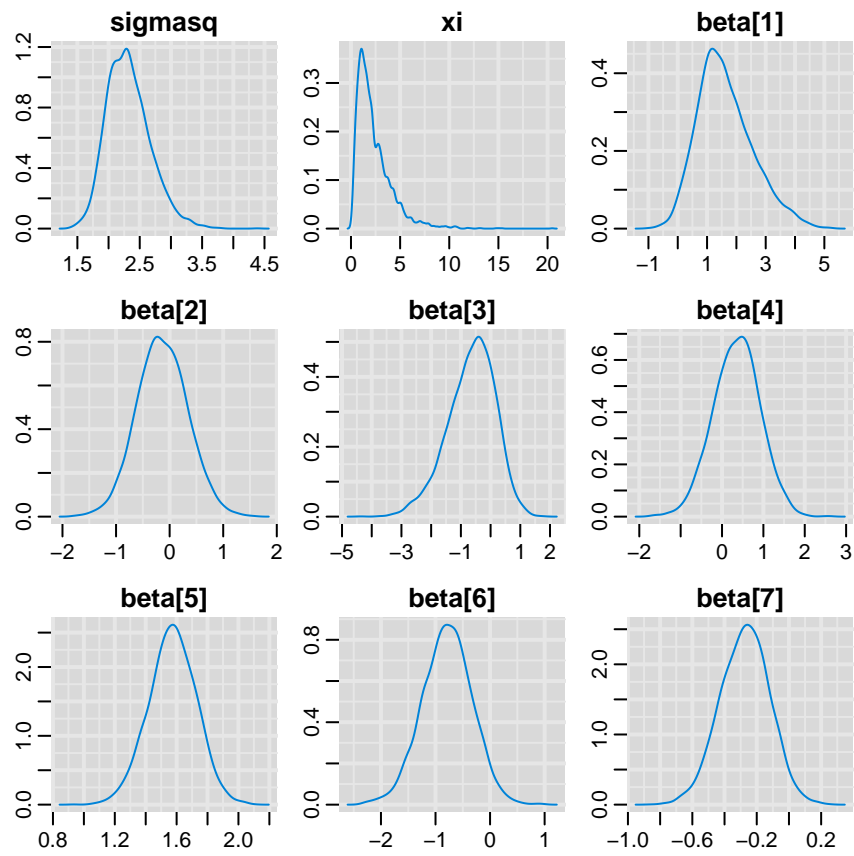 sigmasq xi beta[1]
0.0 0.4 0.8 1.2
1.5 2.5 3.5 4.5
0.0 0.1 0.2 0.3
0 5 10 15 20
0.0 0.2 0.4
−1 1 3 5
beta[2] beta[3] beta[4]
0.0 0.4 0.8
−2 −1 0 1 2
0.0 0.2 0.4
−5 −3 −1 1 2
0.0 0.2 0.4 0.6
−2 0 1 2 3
beta[5] beta[6] beta[7]
0.0 1.0 2.0
0.8 1.2 1.6 2.0
0.0 0.4 0.8
−2 −1 0 1
0.0 1.0 2.0
−1.0 −0.6 −0.2 0.2